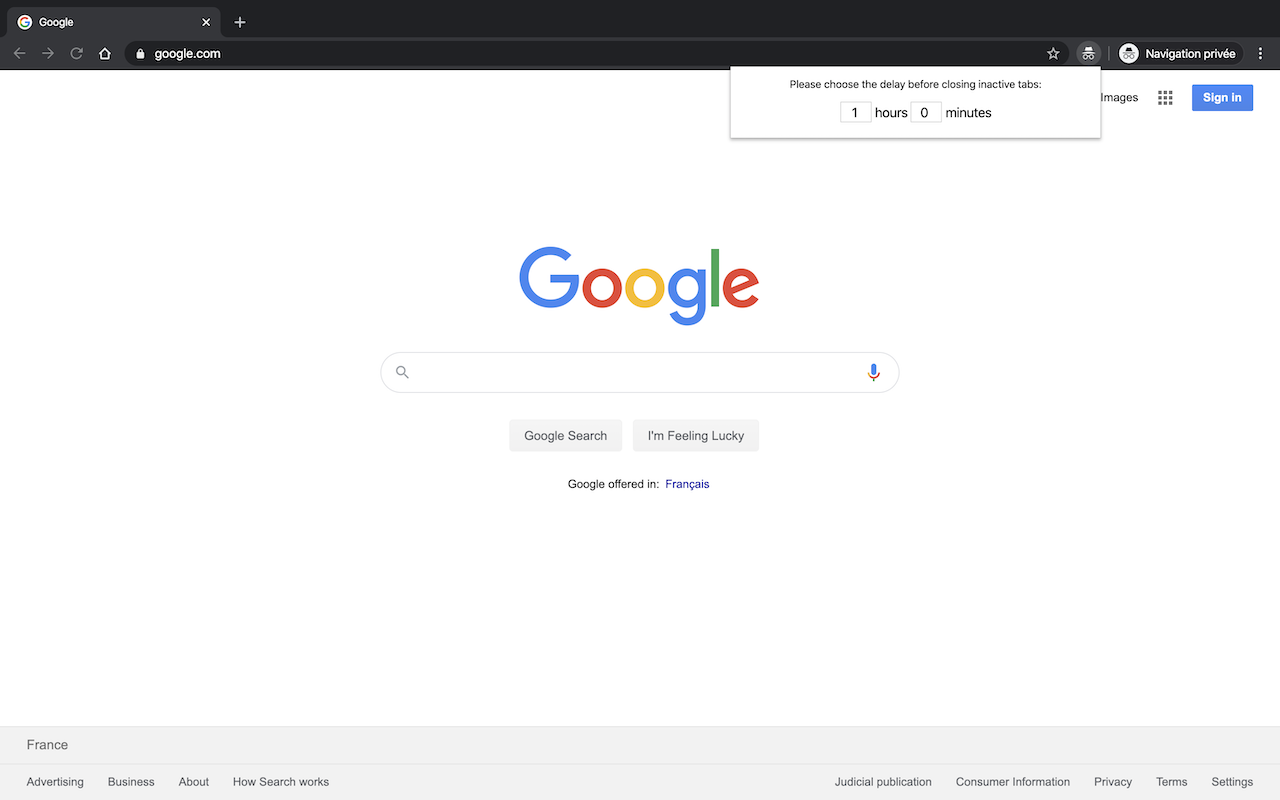 Google
google.com
Navigation privée
Please choose the delay before closing inactive tabs:
1 hours 0 minutes
Images
Sign in
Google
Google Search
I'm Feeling Lucky
Google offered in: Français
France
Advertising Business About How Search works Judicial publication Consumer Information Privacy Terms Settings